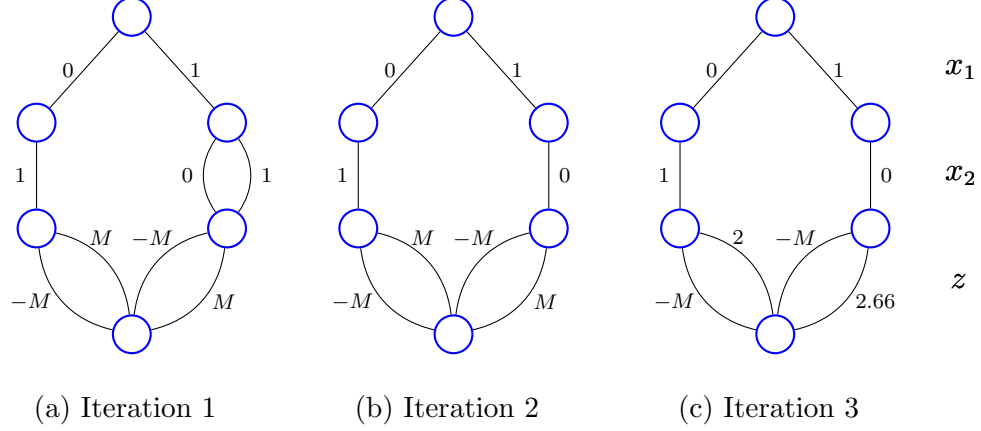 0 1 0 1 0 1 x₁
1 0 1 1 0 1 0 x₂
M −M M −M 2 −M
−M M −M M −M 2.66 z
(a) Iteration 1 (b) Iteration 2 (c) Iteration 3